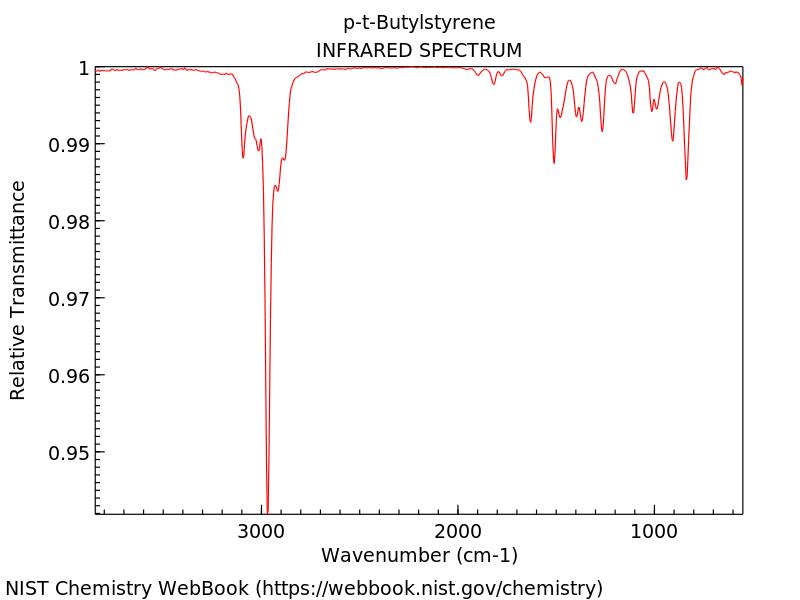 p-t-Butylstyrene
INFRARED SPECTRUM
1
0.99
0.98
0.97
0.96
0.95
Relative Transmittance
3000 2000 1000
Wavenumber (cm-1)
NIST Chemistry WebBook (https://webbook.nist.gov/chemistry)